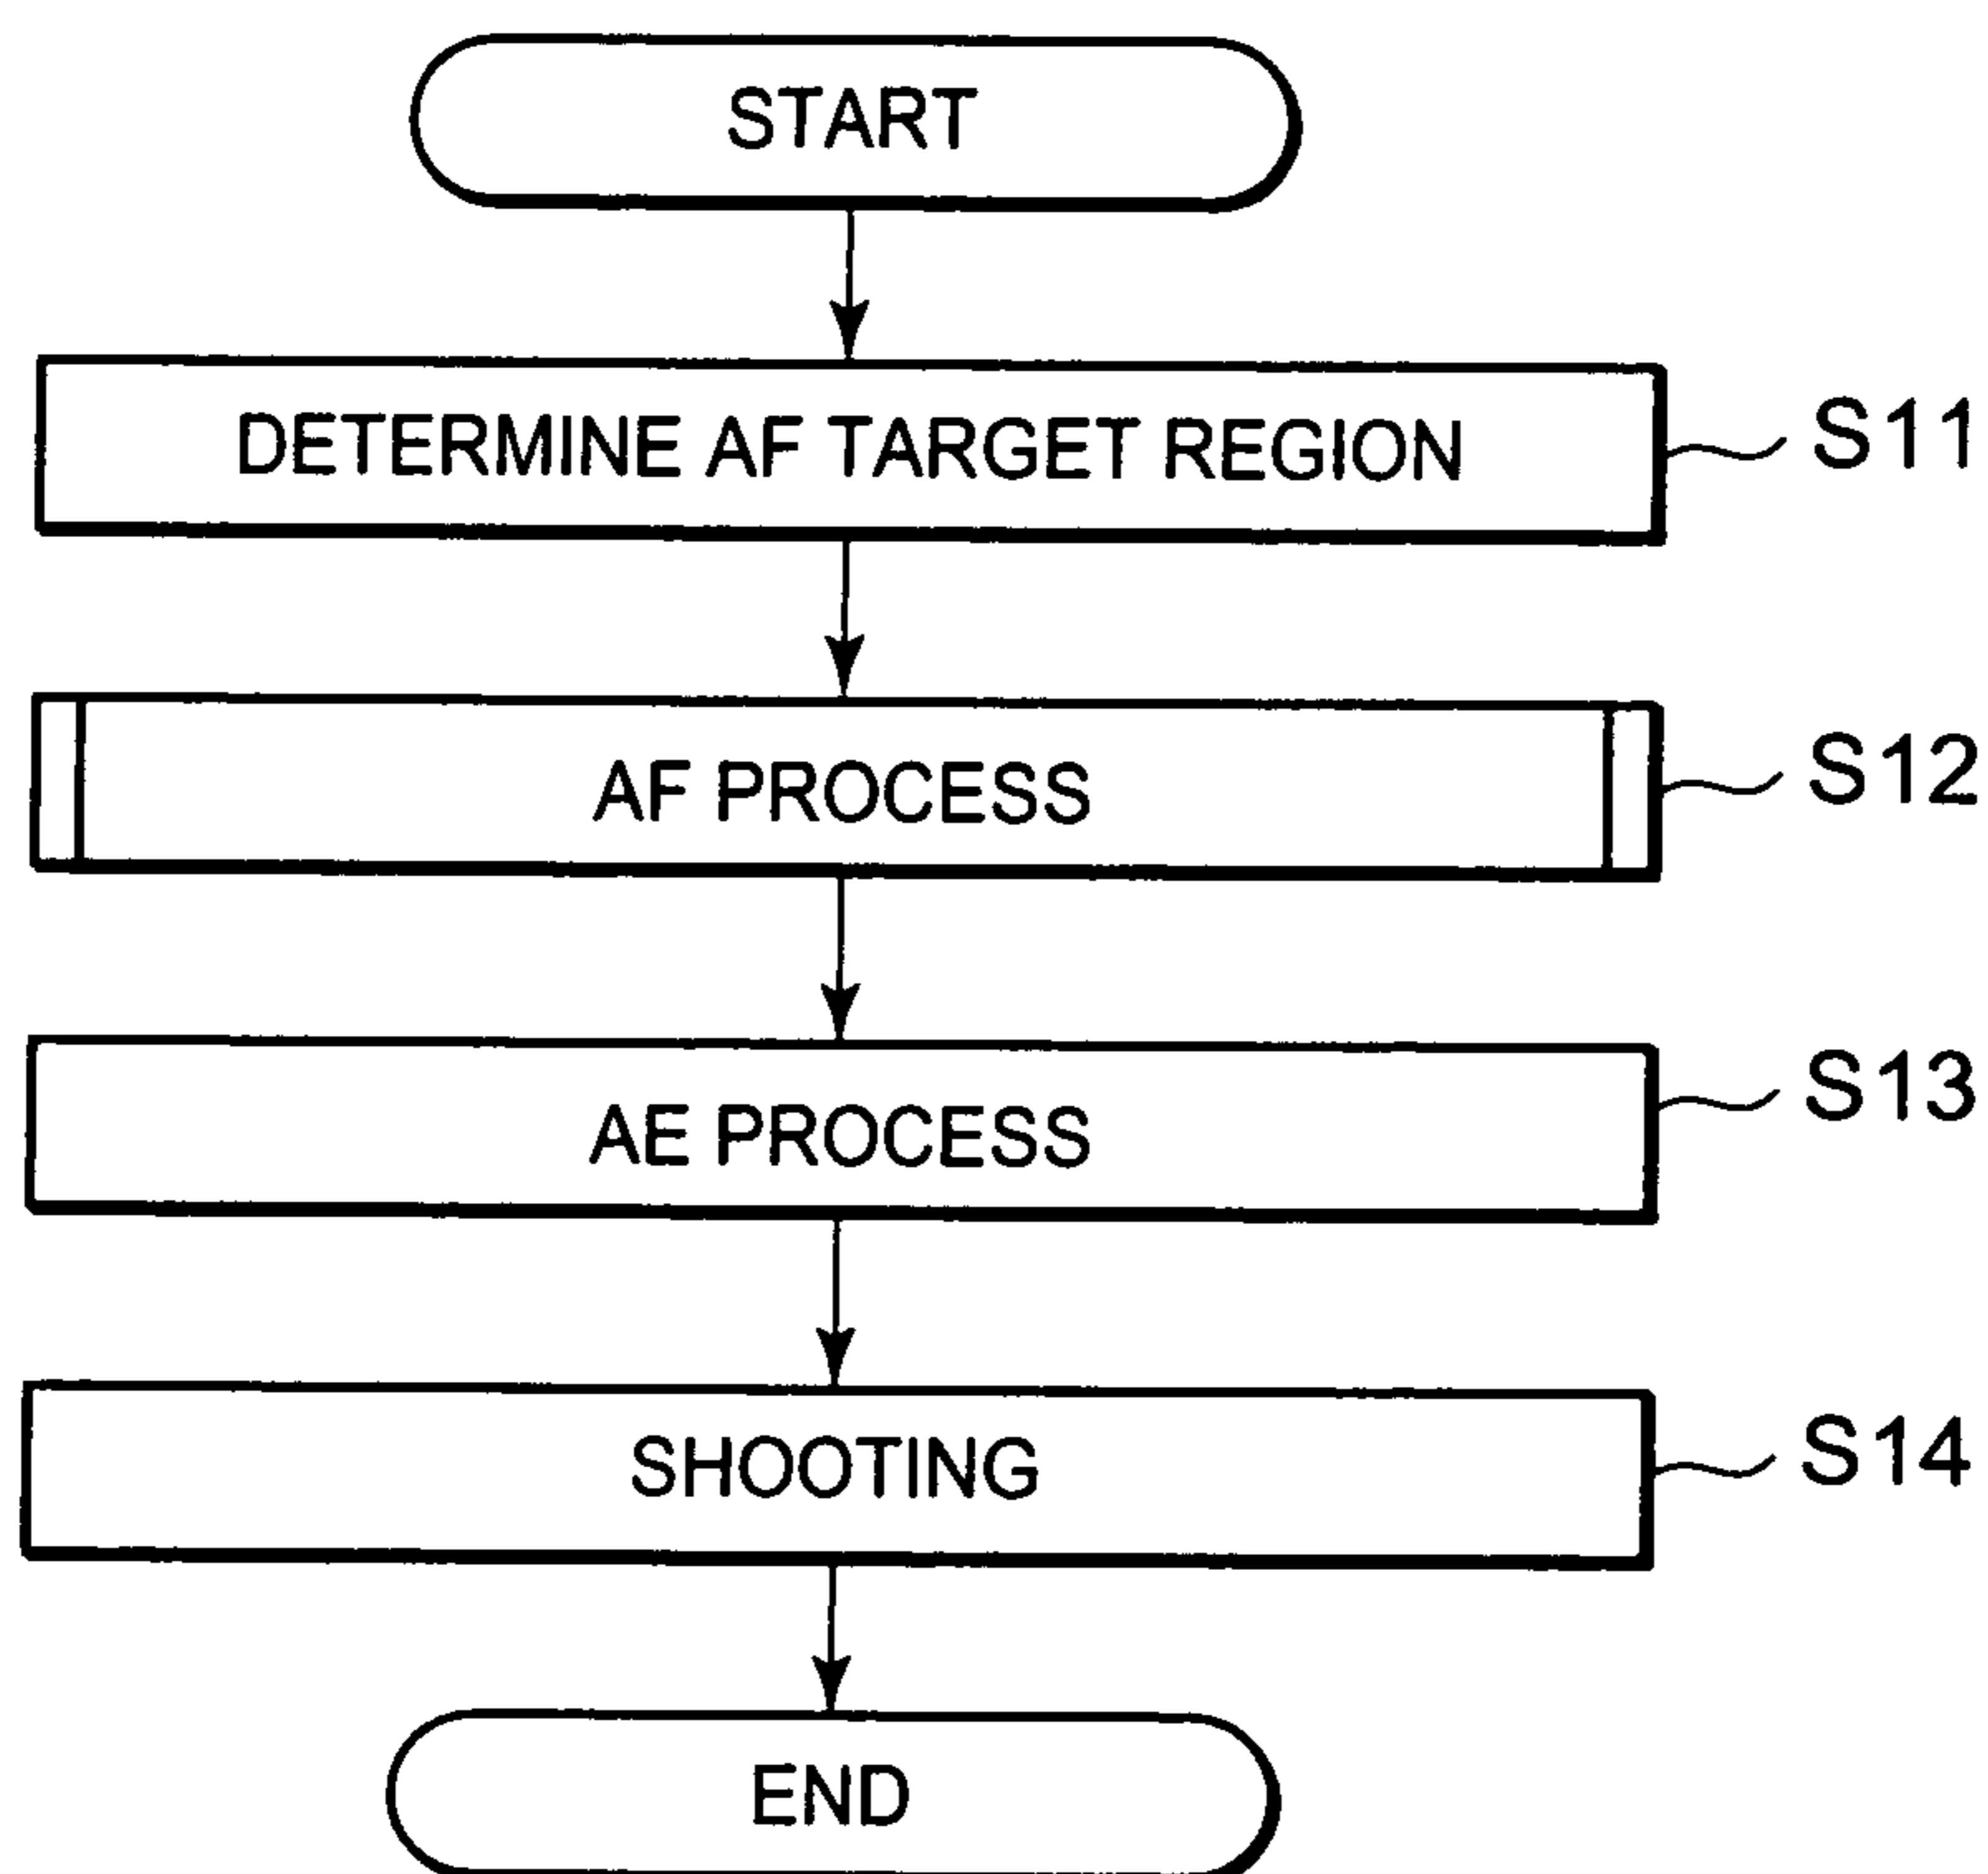 START
DETERMINE AF TARGET REGION S11
AF PROCESS S12
AE PROCESS S13
SHOOTING S14
END